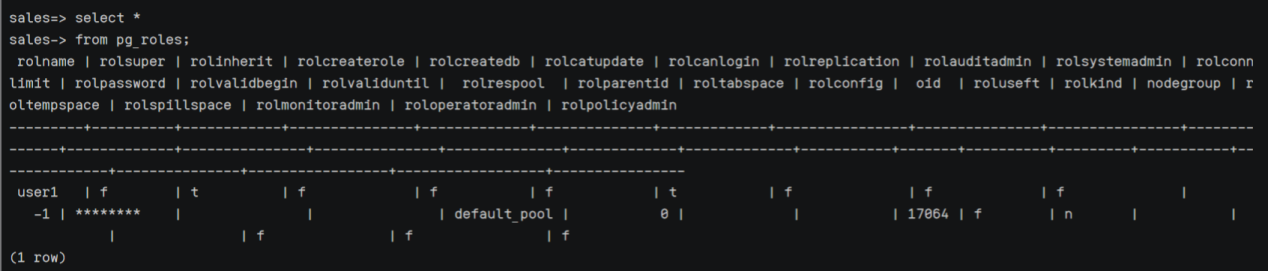 sales=> select *
sales-> from pg_roles;
 rolname | rolsuper | rolinherit | rolcreaterole | rolcreatedb | rolcatupdate | rolcanlogin | rolreplication | rolauditadmin | rolsystemadmin | rolconn
limit | rolpassword | rolvalidbegin | rolvaliduntil |  rolrespool  | rolparentid | roltabspace | rolconfig |  oid  | roluseft | rolkind | nodegroup | r
oltempspace | rolspillspace | rolmonitoradmin | roloperatoradmin | rolpolicyadmin
---------+----------+------------+---------------+-------------+--------------+-------------+----------------+---------------+----------------+--------
------+-------------+---------------+---------------+--------------+-------------+-------------+-----------+-------+----------+---------+-----------+--
------------+---------------+-----------------+------------------+----------------
 user1   | f        | t          | f             | f           | f            | t           | f              | f             | f              |
   -1 | ********    |               |               | default_pool |           0 |             |           | 17064 | f        | n       |           |
            |               | f               | f                | f
(1 row)